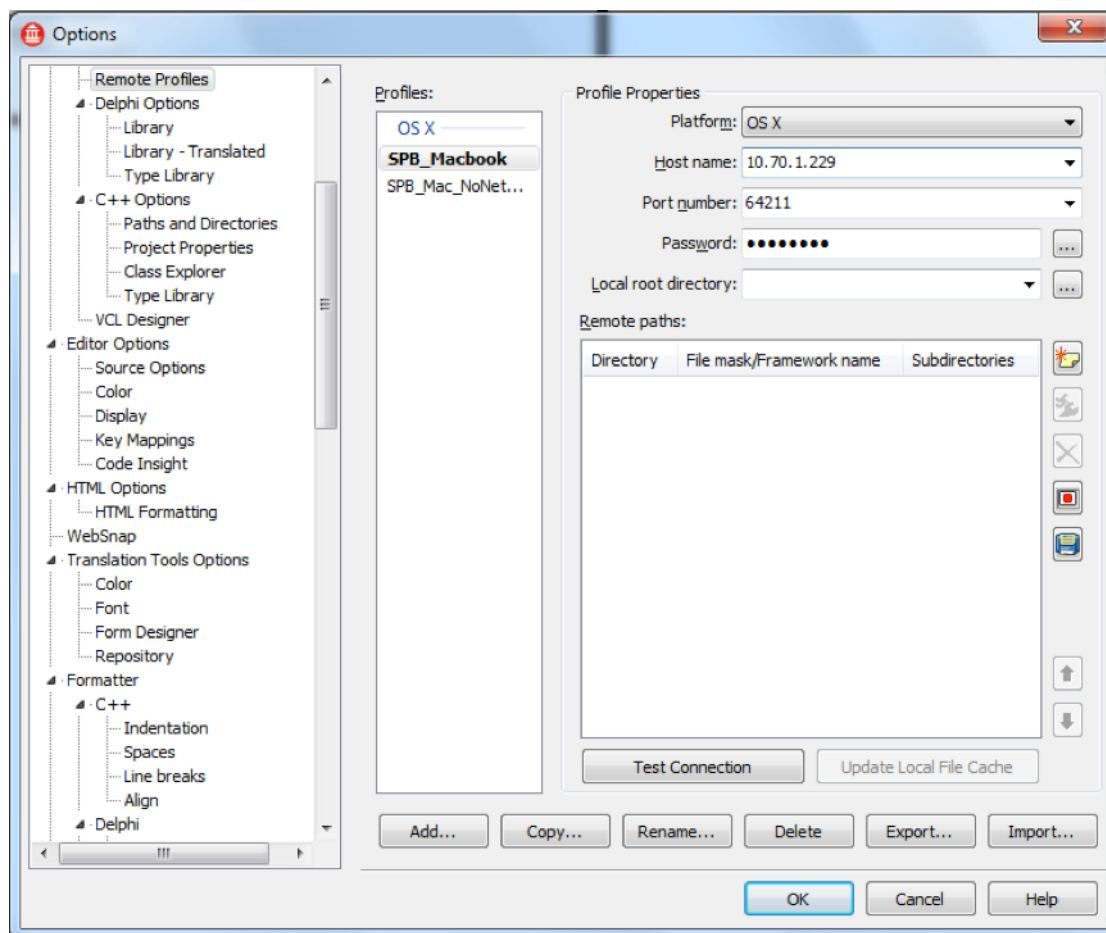 Options
Remote Profiles
Delphi Options
Library
Library - Translated
Type Library
C++ Options
Paths and Directories
Project Properties
Class Explorer
Type Library
VCL Designer
Editor Options
Source Options
Color
Display
Key Mappings
Code Insight
HTML Options
HTML Formatting
WebSnap
Translation Tools Options
Color
Font
Form Designer
Repository
Formatter
C++
Indentation
Spaces
Line breaks
Align
Delphi
Profiles:
OS X
SPB_Macbook
SPB_Mac_NoNet...
Profile Properties
Platform: OS X
Host name: 10.70.1.229
Port number: 64211
Password: ••••••••
Local root directory:
...
...
Remote paths:
Directory File mask/Framework name Subdirectories
Test Connection Update Local File Cache
Add... Copy... Rename... Delete Export... Import...
OK Cancel Help